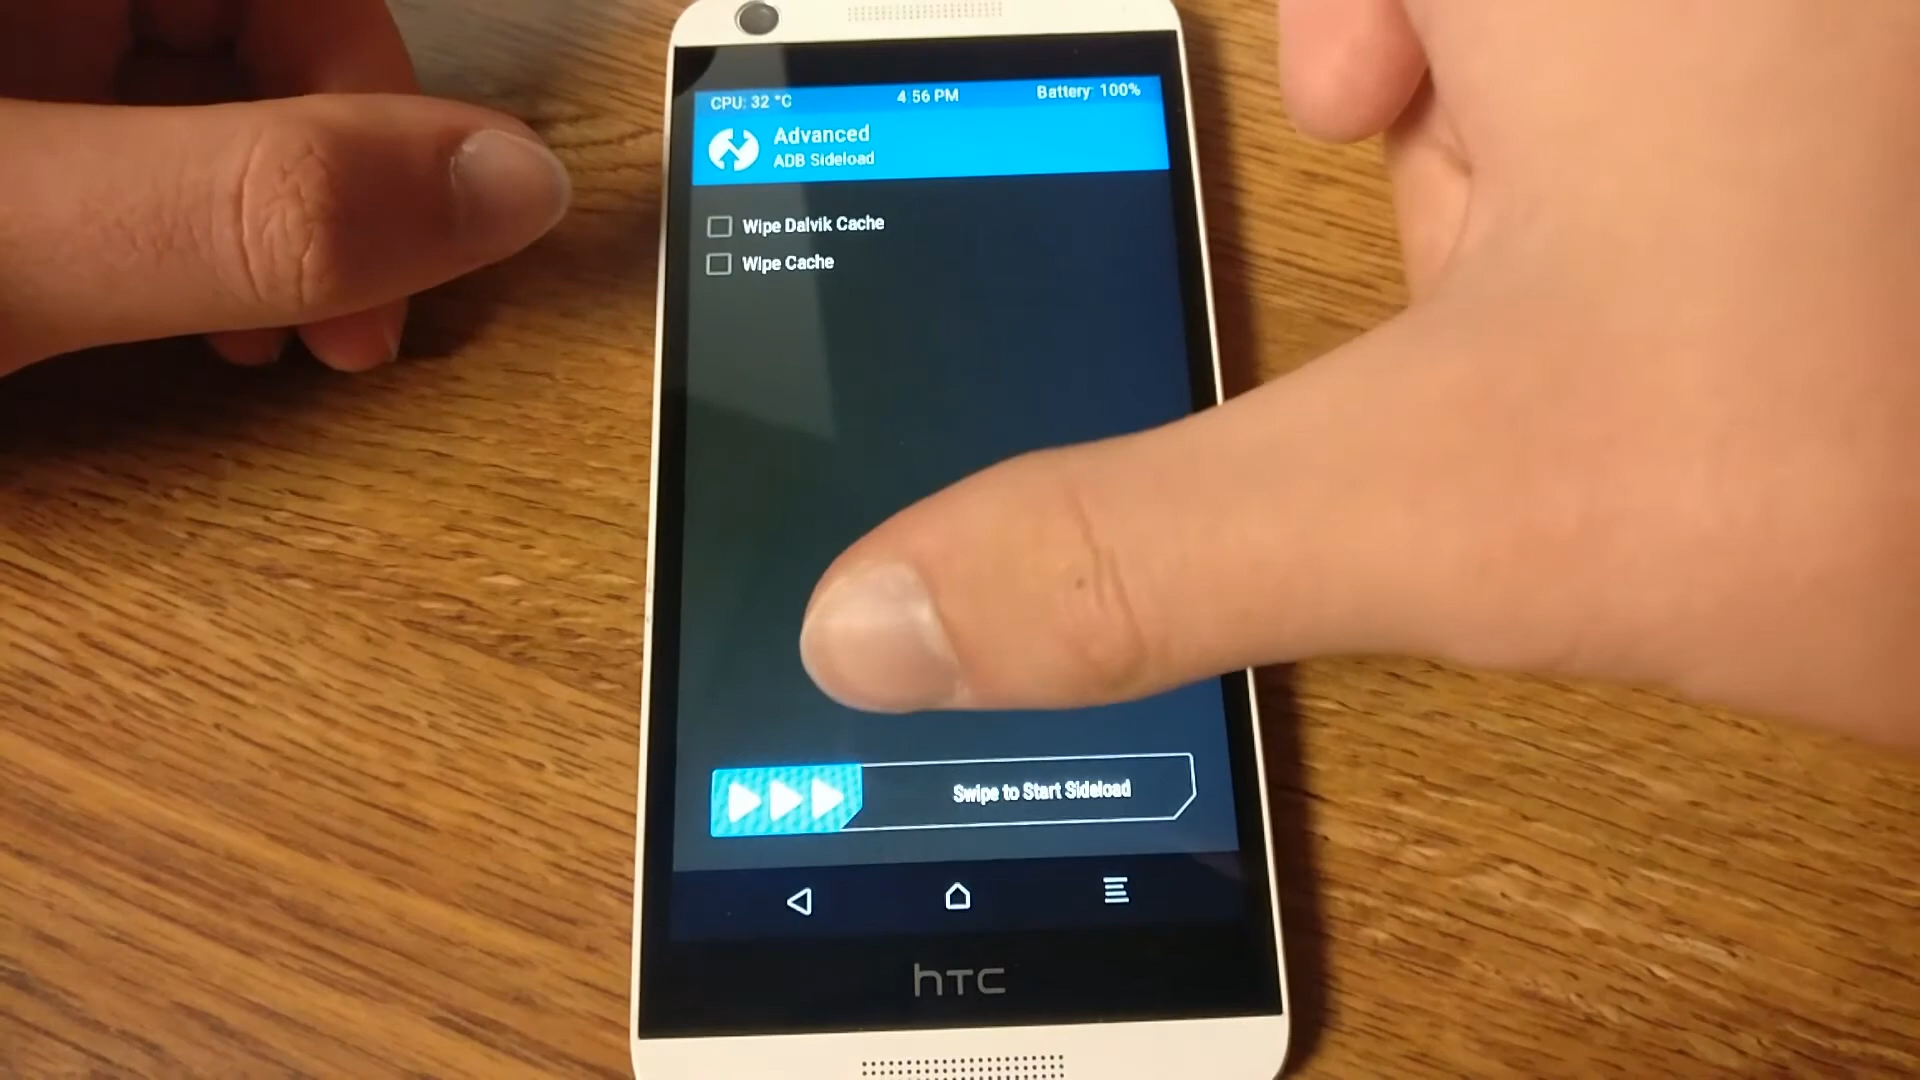 CPU: 32 °C 4:56 PM Battery: 100%
Advanced
ADB Sideload
Wipe Dalvik Cache
Wipe Cache
Swipe to Start Sideload
hTC